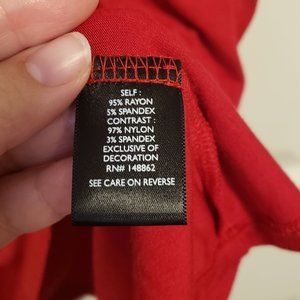 SELF :
95% RAYON
5% SPANDEX
CONTRAST :
97% NYLON
3% SPANDEX
EXCLUSIVE OF
DECORATION
RN# 148862
SEE CARE ON REVERSE